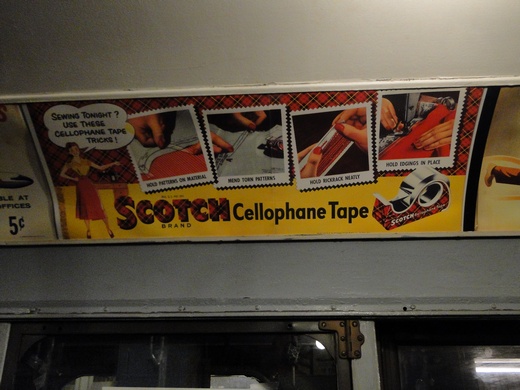 SEWING TONIGHT?
USE THESE
CELLOPHANE TAPE
TRICKS!
HOLD PATTERNS ON MATERIAL
MEND TORN PATTERNS
HOLD RICKRACK NEATLY
HOLD EDGINGS IN PLACE
SCOTCH Cellophane Tape
BRAND
SCOTCH
5¢